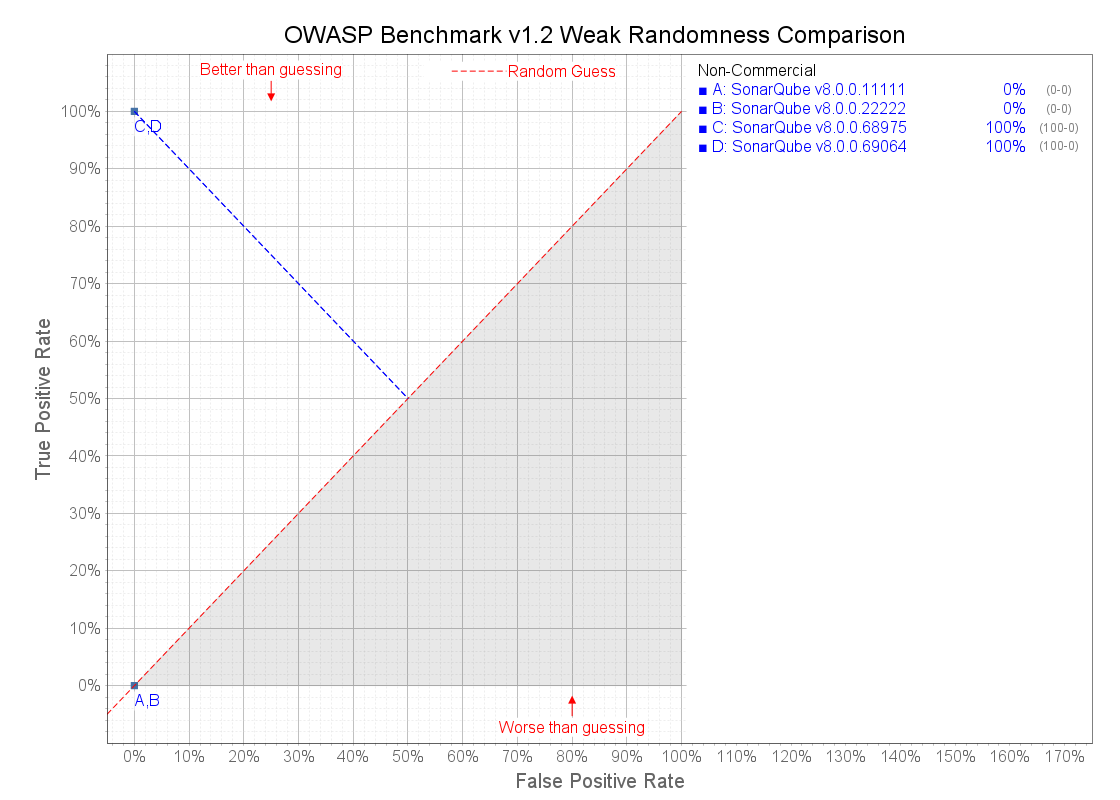 OWASP Benchmark v1.2 Weak Randomness Comparison
Better than guessing
Random Guess
Non-Commercial
A: SonarQube v8.0.0.11111 0% (0-0)
B: SonarQube v8.0.0.22222 0% (0-0)
C: SonarQube v8.0.0.68975 100% (100-0)
D: SonarQube v8.0.0.69064 100% (100-0)
100%
C,D
90%
80%
70%
60%
50%
40%
30%
20%
10%
0%
True Positive Rate
A,B
Worse than guessing
0% 10% 20% 30% 40% 50% 60% 70% 80% 90% 100% 110% 120% 130% 140% 150% 160% 170%
False Positive Rate